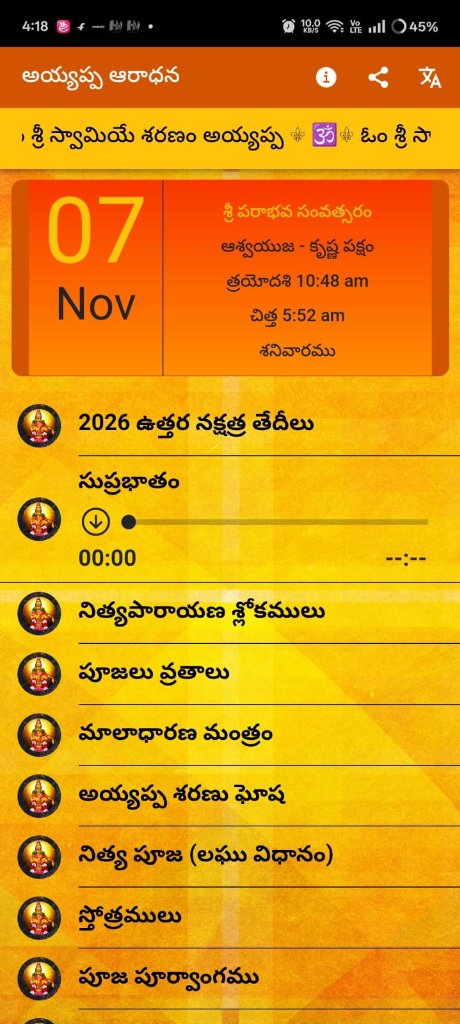 4:18
10.0 KB/S
Vo LTE
45%
అయ్యప్ప ఆరాధన
శ్రీ స్వామియే శరణం అయ్యప్ప ⚜ 🕉 ⚜ ఓం శ్రీ స్వా
07
Nov
శ్రీ పరాభవ సంవత్సరం
ఆశ్వయుజ - కృష్ణ పక్షం
త్రయోదశి 10:48 am
చిత్త 5:52 am
శనివారము
2026 ఉత్తర నక్షత్ర తేదీలు
సుప్రభాతం
00:00 --:--
నిత్యపారాయణ శ్లోకములు
పూజలు వ్రతాలు
మాలాధారణ మంత్రం
అయ్యప్ప శరణు ఘోష
నిత్య పూజ (లఘు విధానం)
స్తోత్రములు
పూజ పూర్వాంగము